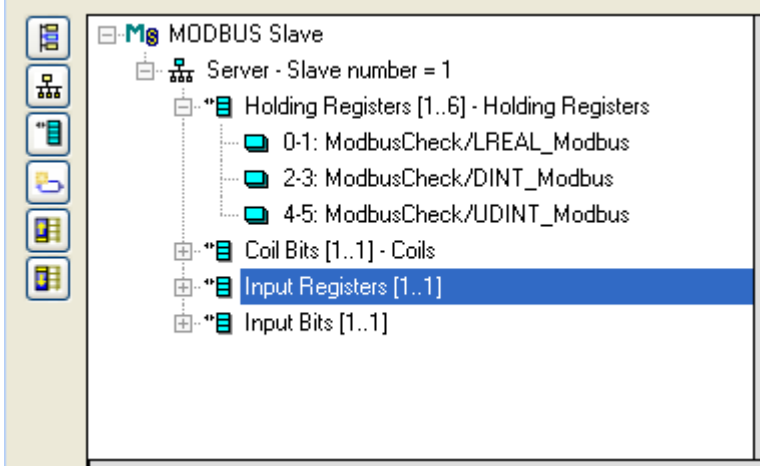 MODBUS Slave
Server - Slave number = 1
Holding Registers [1..6] - Holding Registers
0-1: ModbusCheck/LREAL_Modbus
2-3: ModbusCheck/DINT_Modbus
4-5: ModbusCheck/UDINT_Modbus
Coil Bits [1..1] - Coils
Input Registers [1..1]
Input Bits [1..1]